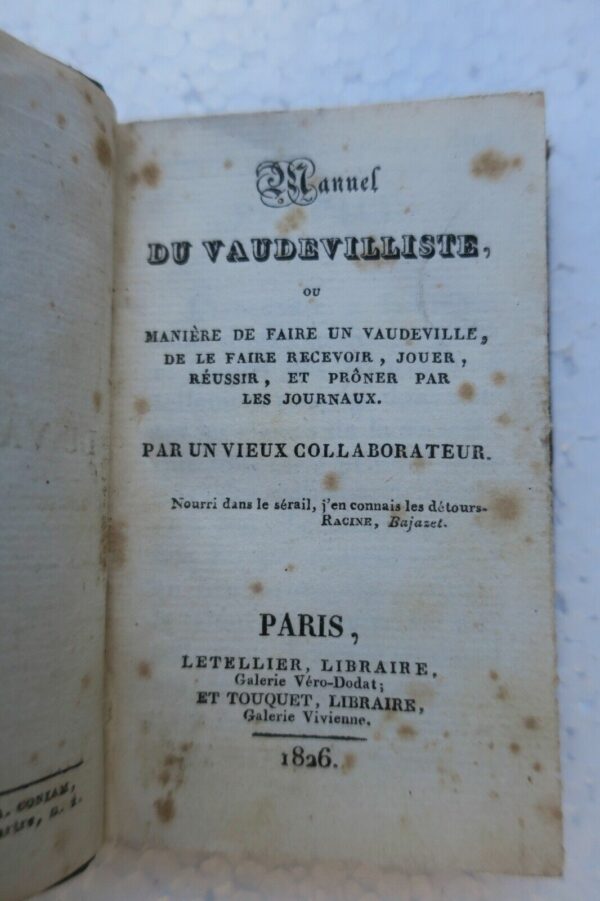 Manuel
DU VAUDEVILLISTE,
OU
MANIÈRE DE FAIRE UN VAUDEVILLE,
DE LE FAIRE RECEVOIR, JOUER,
RÉUSSIR, ET PRÔNER PAR
LES JOURNAUX.
PAR UN VIEUX COLLABORATEUR.
Nourri dans le sérail, j'en connais les détours.
RACINE, Bajazet.
PARIS,
LETELLIER, LIBRAIRE,
Galerie Véro-Dodat;
ET TOUQUET, LIBRAIRE,
Galerie Vivienne.
1826.
CONIAM,